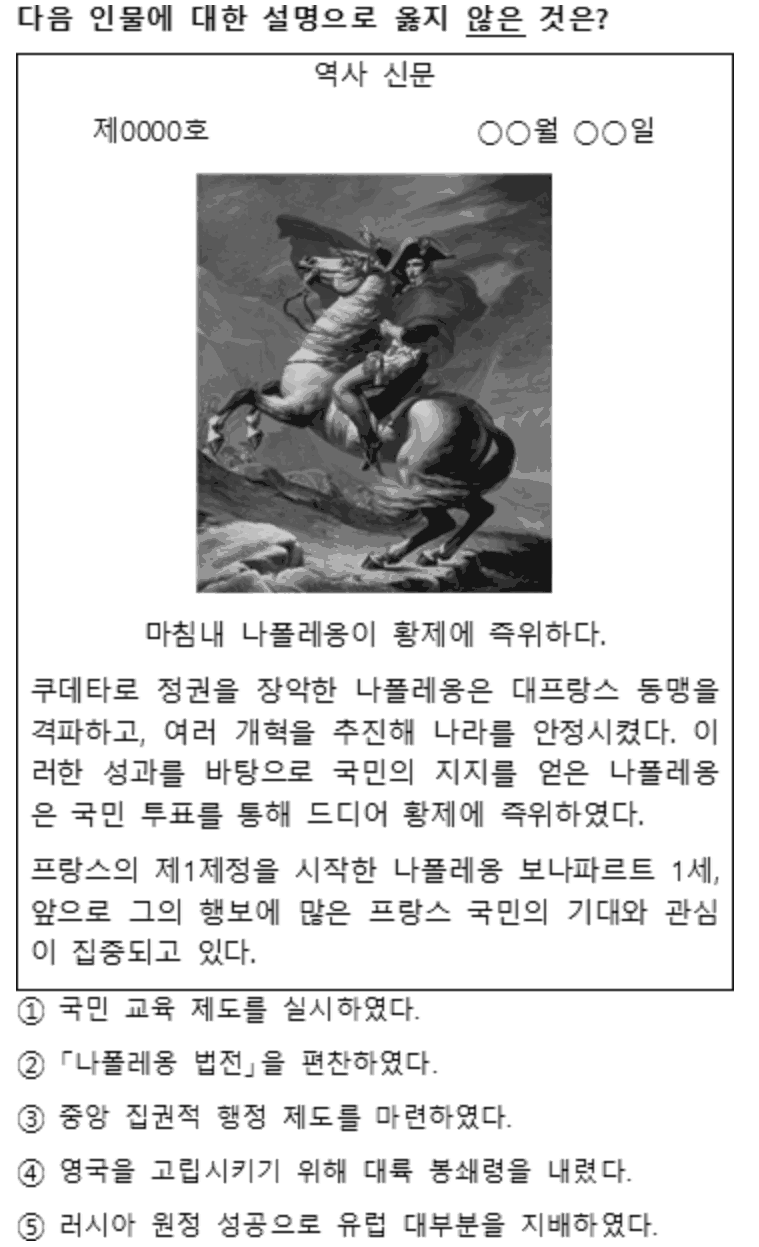 다음 인물에 대한 설명으로 옳지 않은 것은?
역사 신문
제0000호 ○○월 ○○일
마침내 나폴레옹이 황제에 즉위하다.
쿠데타로 정권을 장악한 나폴레옹은 대프랑스 동맹을
격파하고, 여러 개혁을 추진해 나라를 안정시켰다. 이
러한 성과를 바탕으로 국민의 지지를 얻은 나폴레옹
은 국민 투표를 통해 드디어 황제에 즉위하였다.
프랑스의 제1제정을 시작한 나폴레옹 보나파르트 1세,
앞으로 그의 행보에 많은 프랑스 국민의 기대와 관심
이 집중되고 있다.
① 국민 교육 제도를 실시하였다.
② 「나폴레옹 법전」을 편찬하였다.
③ 중앙 집권적 행정 제도를 마련하였다.
④ 영국을 고립시키기 위해 대륙 봉쇄령을 내렸다.
⑤ 러시아 원정 성공으로 유럽 대부분을 지배하였다.